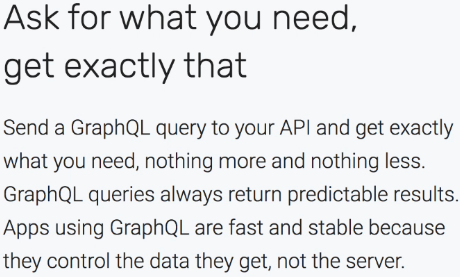 Ask for what you need,
get exactly that
Send a GraphQL query to your API and get exactly
what you need, nothing more and nothing less.
GraphQL queries always return predictable results.
Apps using GraphQL are fast and stable because
they control the data they get, not the server.